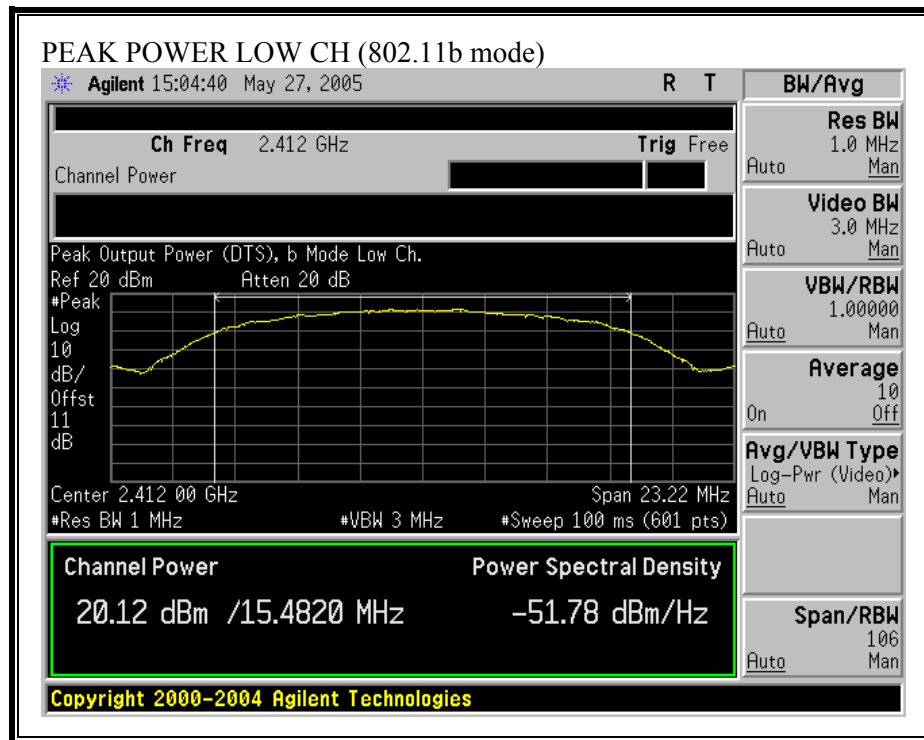 PEAK POWER LOW CH (802.11b mode)
Agilent 15:04:40 May 27, 2005 R T
BW/Avg
Ch Freq 2.412 GHz Trig Free
Channel Power
Res BW
1.0 MHz
Auto Man
Video BW
3.0 MHz
Auto Man
Peak Output Power (DTS), b Mode Low Ch.
Ref 20 dBm Atten 20 dB
#Peak
Log
10
dB/
Offst
11
dB
VBW/RBW
1.00000
Auto Man
Average
10
On Off
Avg/VBW Type
Log-Pwr (Video)
Auto Man
Center 2.412 00 GHz Span 23.22 MHz
#Res BW 1 MHz #VBW 3 MHz #Sweep 100 ms (601 pts)
Channel Power Power Spectral Density
20.12 dBm /15.4820 MHz -51.78 dBm/Hz
Span/RBW
106
Auto Man
Copyright 2000-2004 Agilent Technologies